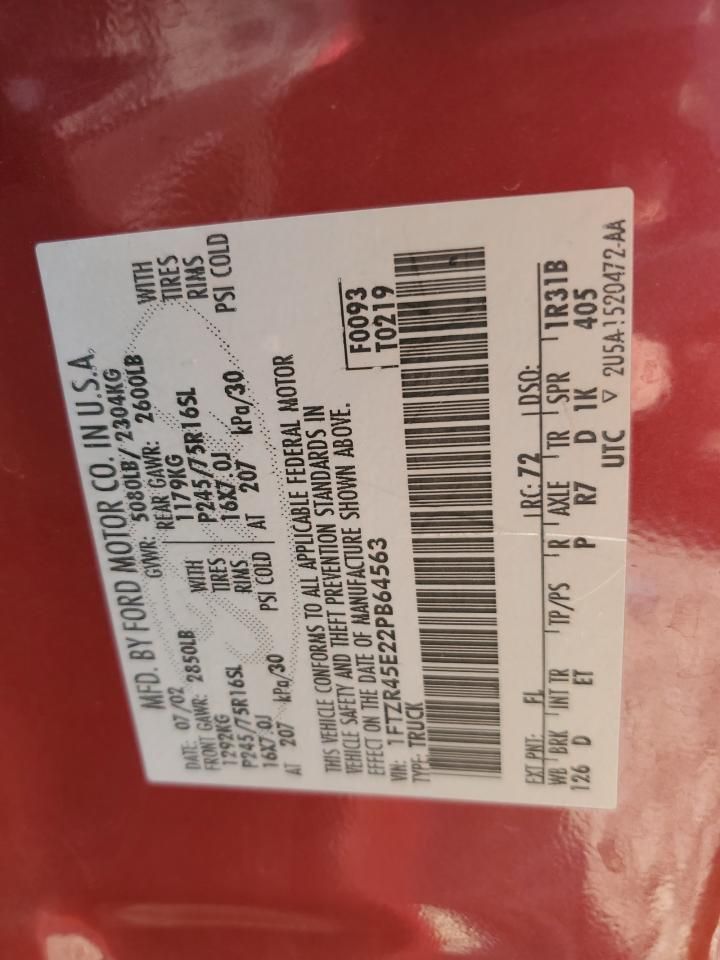 MFD. BY FORD MOTOR CO. IN U.S.A.
DATE: 07/02 GVWR: 5080LB/ 2304KG
FRONT GAWR: 2850LB REAR GAWR: 2600LB
1292KG WITH 1179KG WITH
P245/75R16SL TIRES P245/75R16SL TIRES
16X7.0J RIMS 16X7.0J RIMS
AT 207 kPa/30 PSI COLD AT 207 kPa/30 PSI COLD
THIS VEHICLE CONFORMS TO ALL APPLICABLE FEDERAL MOTOR
VEHICLE SAFETY AND THEFT PREVENTION STANDARDS IN
EFFECT ON THE DATE OF MANUFACTURE SHOWN ABOVE.
VIN: 1FTZR45E22PB64563 F0093
TYPE: TRUCK T0219
EXT PNT: FL RC: 72 DSO:
WB BRK INT TR TP/PS R AXLE TR SPR 1R31B
126 D ET P R7 D 1K 405
UTC ▽ 2U5A-1520472-AA